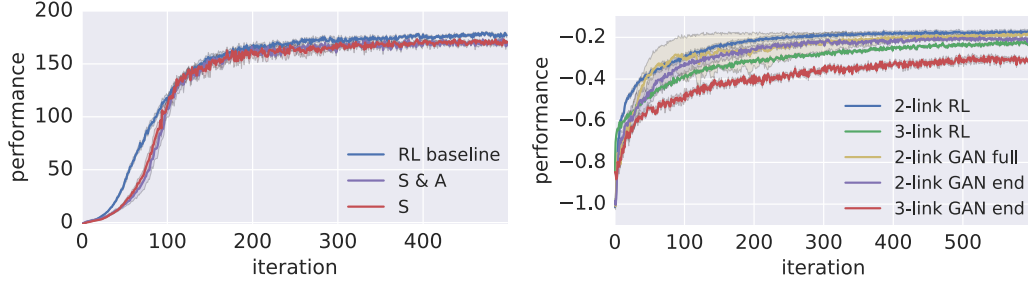 performance
200
150
100
50
0
RL baseline
S & A
S
0 100 200 300 400
iteration
performance
−0.2
−0.4
−0.6
−0.8
−1.0
2-link RL
3-link RL
2-link GAN full
2-link GAN end
3-link GAN end
0 100 200 300 400 500
iteration